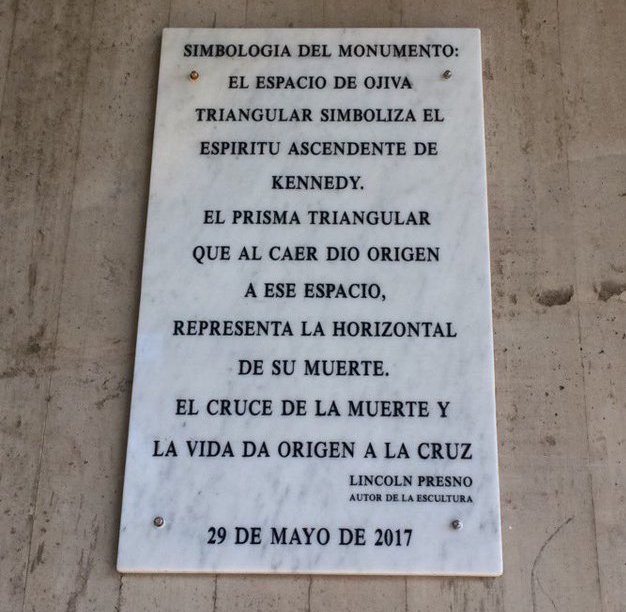 SIMBOLOGIA DEL MONUMENTO:
EL ESPACIO DE OJIVA
TRIANGULAR SIMBOLIZA EL
ESPIRITU ASCENDENTE DE
KENNEDY.
EL PRISMA TRIANGULAR
QUE AL CAER DIO ORIGEN
A ESE ESPACIO,
REPRESENTA LA HORIZONTAL
DE SU MUERTE.
EL CRUCE DE LA MUERTE Y
LA VIDA DA ORIGEN A LA CRUZ
LINCOLN PRESNO
AUTOR DE LA ESCULTURA
29 DE MAYO DE 2017